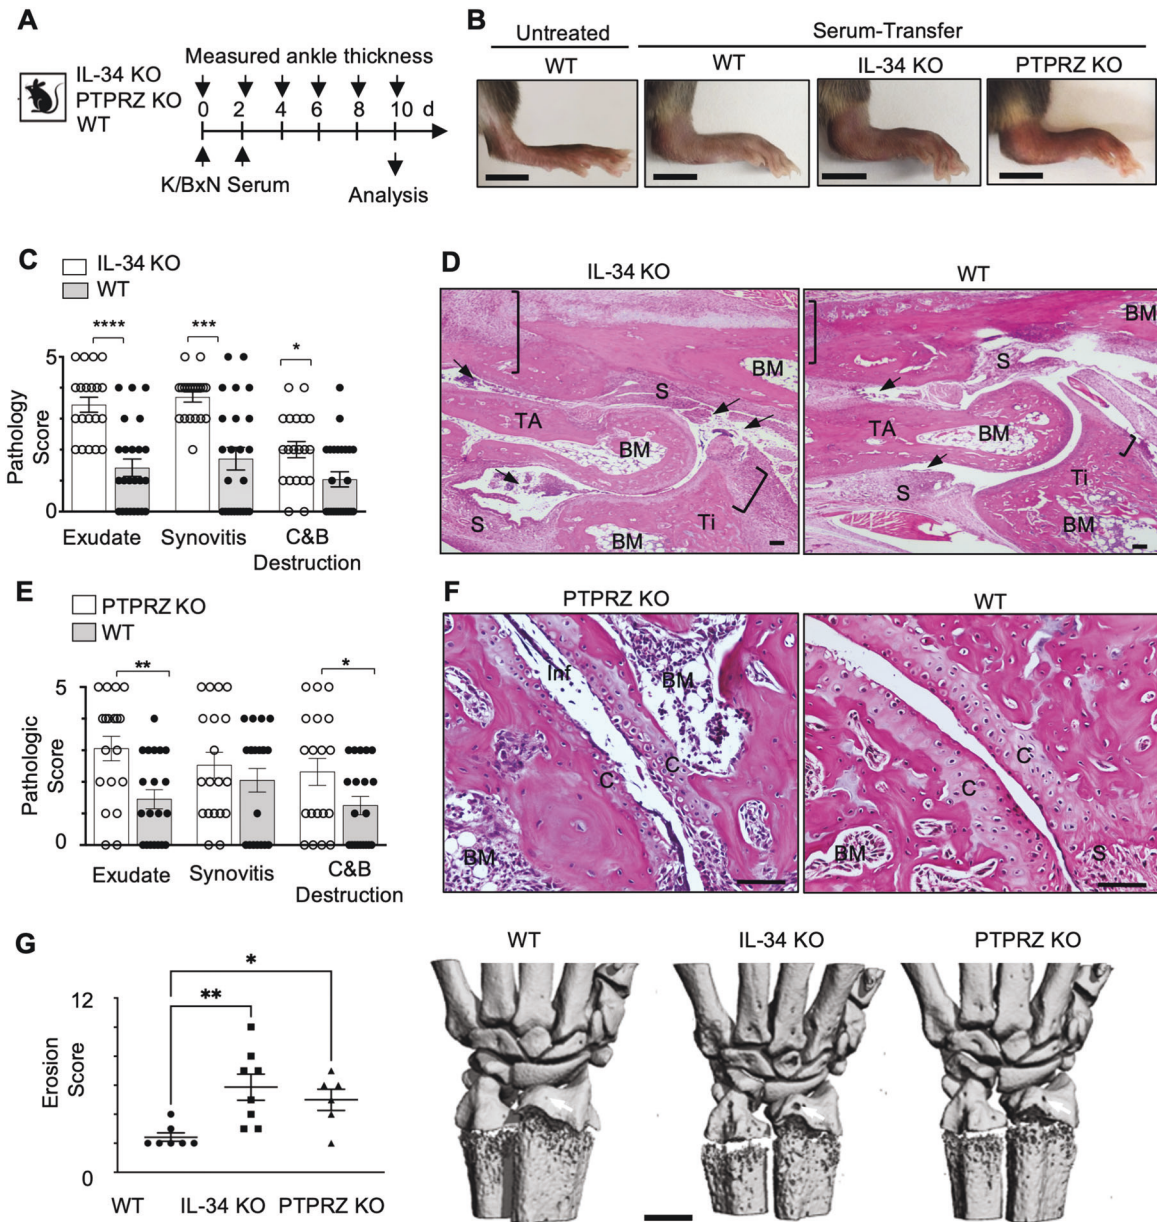 A
IL-34 KO
PTPRZ KO
WT
Measured ankle thickness
0 2 4 6 8 10 d
K/BxN Serum
Analysis
B
Untreated
Serum-Transfer
WT
WT
IL-34 KO
PTPRZ KO
C
IL-34 KO
WT
****
***
*
5
0
Pathology
Score
Exudate
Synovitis
C&B
Destruction
D
IL-34 KO
WT
BM
S
TA
BM
S
Ti
BM
BM
S
TA
BM
S
Ti
BM
E
PTPRZ KO
WT
**
*
5
0
Pathologic
Score
Exudate
Synovitis
C&B
Destruction
F
PTPRZ KO
WT
Inf
BM
C
C
BM
C
C
BM
S
G
*
**
12
0
Erosion
Score
WT
IL-34 KO
PTPRZ KO
WT
IL-34 KO
PTPRZ KO